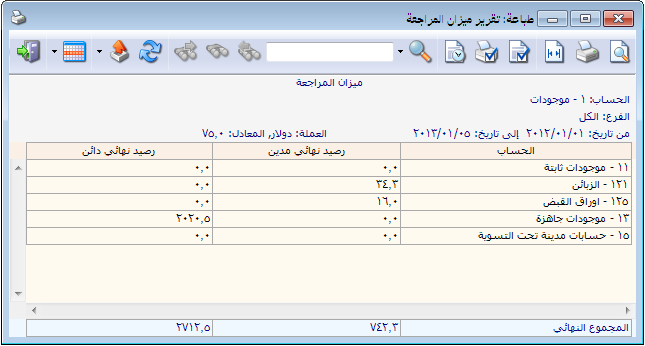 طباعة: تقرير ميزان المراجعة
ميزان المراجعة
الحساب: ١ - موجودات
الفرع: الكل
من تاريخ: ٢٠١٢/٠١/٠١ إلى تاريخ: ٢٠١٣/٠١/٠٥ العملة: دولار, المعادل: ٧٥,٠
الحساب رصيد نهائي مدين رصيد نهائي دائن
١١ - موجودات ثابتة ٠,٠ ٠,٠
١٢١ - الزبائن ٣٤,٣ ٠,٠
١٢٥ - اوراق القبض ١٦,٠ ٠,٠
١٣ - موجودات جاهزة ٠,٠ ٢٠٢٠,٥
١٥ - حسابات مدينة تحت التسوية ٠,٠ ٠,٠
المجموع النهائي ٧٤٢,٣ ٢٧١٢,٥